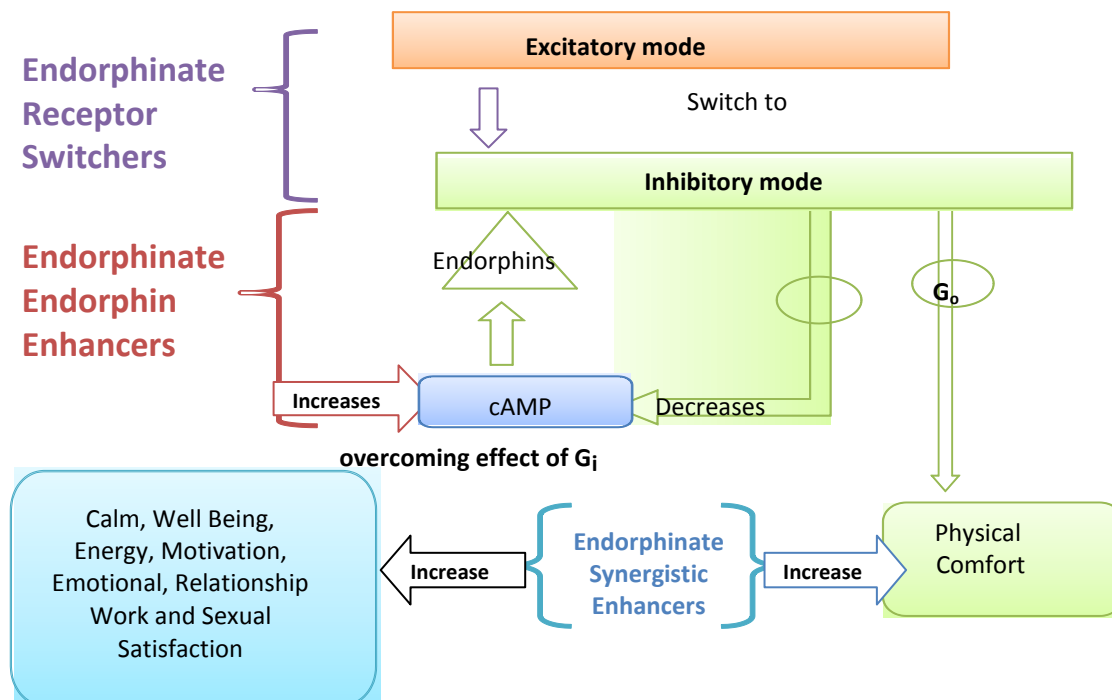 Excitatory mode
Endorphinate
Receptor
Switchers
Switch to
Inhibitory mode
Endorphinate
Endorphin
Enhancers
Endorphins
Gₒ
Increases
cAMP
Decreases
overcoming effect of Gᵢ
Calm, Well Being,
Energy, Motivation,
Emotional, Relationship
Work and Sexual
Satisfaction
Increase
Endorphinate
Synergistic
Enhancers
Increase
Physical
Comfort